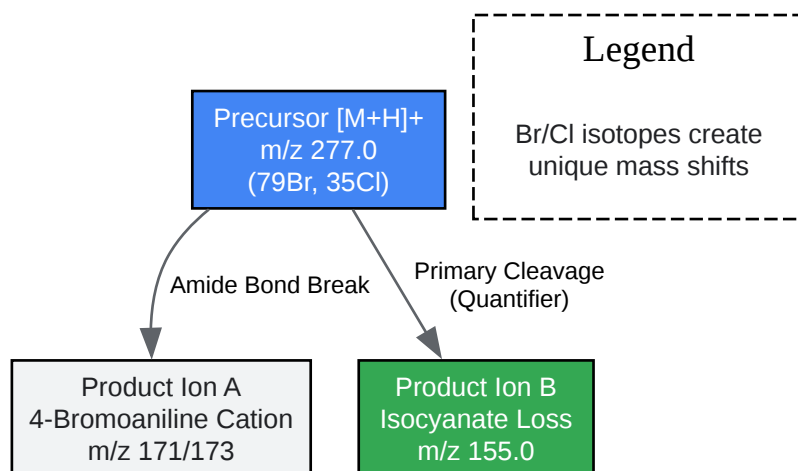 Legend
Br/Cl isotopes create
unique mass shifts
Precursor [M+H]+
m/z 277.0
(79Br, 35Cl)
Amide Bond Break
Primary Cleavage
(Quantifier)
Product Ion A
4-Bromoaniline Cation
m/z 171/173
Product Ion B
Isocyanate Loss
m/z 155.0